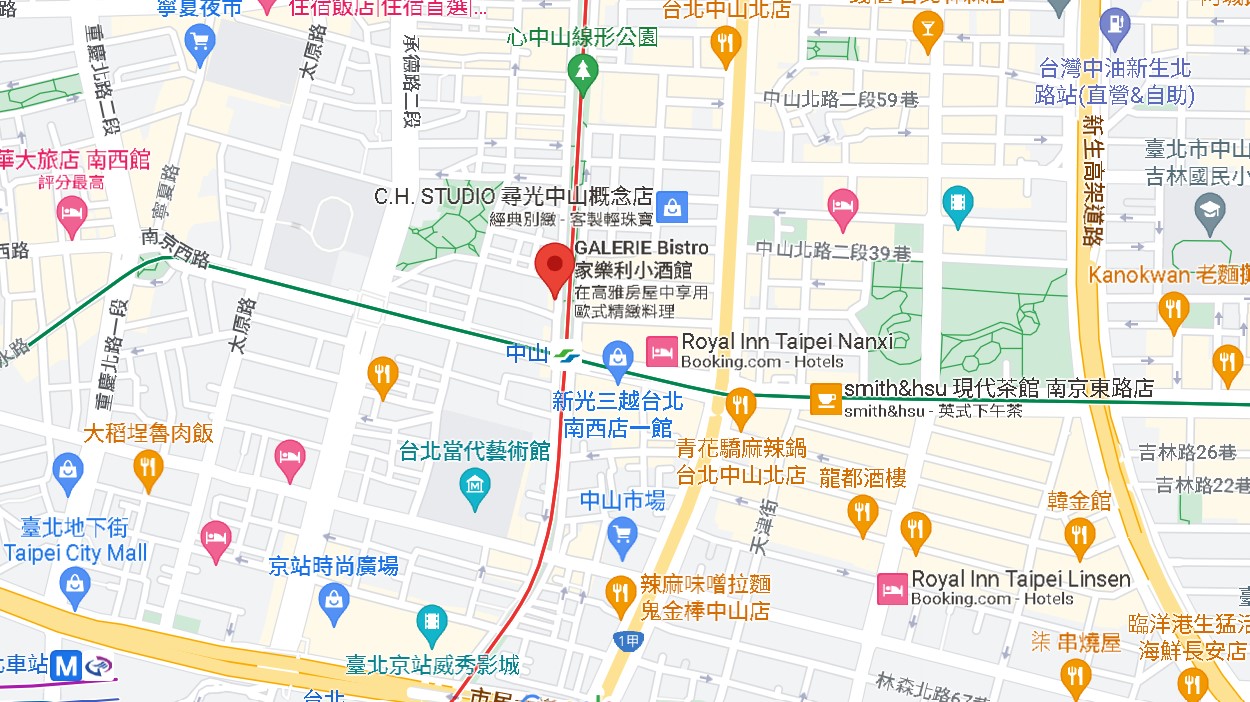 寧夏夜市
住宿飯店|住宿首選|...
台北中山北店
重慶北路二段
太原路
承德路二段
心中山線形公園
中山北路二段59巷
台灣中油新生北
路站(直營&自助)
新生高架道路
臺北市中山
吉林國民小
華大旅店 南西館
評分最高
寧夏路
C.H. STUDIO 尋光中山概念店
經典別緻 - 客製輕珠寶
南京西路
西路
GALERIE Bistro
家樂利小酒館
在高雅房屋中享用
歐式精緻料理
中山北路二段39巷
Kanokwan 老麵攤
重慶北路一段
太原路
水路
中山
Royal Inn Taipei Nanxi
Booking.com - Hotels
新光三越台北
南西店一館
smith&hsu 現代茶館 南京東路店
smith&hsu - 英式下午茶
大稻埕魯肉飯
台北當代藝術館
青花驕麻辣鍋
台北中山北店
龍都酒樓
吉林路26巷
吉林路22巷
中山市場
天津街
韓金館
臺北地下街
Taipei City Mall
京站時尚廣場
辣麻味噌拉麵
鬼金棒中山店
Royal Inn Taipei Linsen
Booking.com - Hotels
1甲
柒 串燒屋
臨洋港生猛活
海鮮長安店
車站
M
臺北京站威秀影城
林森北路67巷
台北
市民